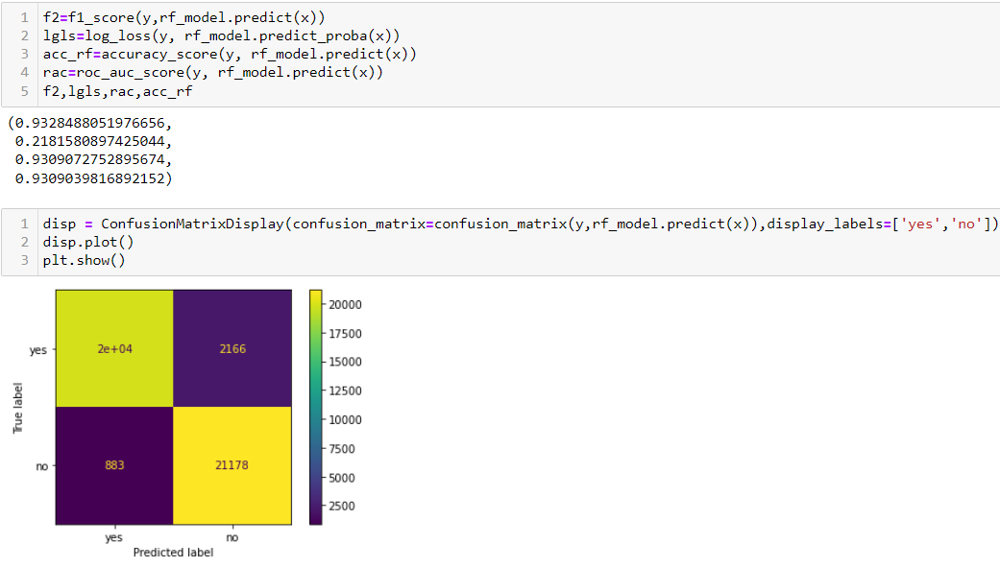 1 f2=f1_score(y,rf_model.predict(x))
2 lgls=log_loss(y, rf_model.predict_proba(x))
3 acc_rf=accuracy_score(y, rf_model.predict(x))
4 rac=roc_auc_score(y, rf_model.predict(x))
5 f2,lgls,rac,acc_rf
(0.9328488051976656,
0.2181580897425044,
0.9309072752895674,
0.9309039816892152)
1 disp = ConfusionMatrixDisplay(confusion_matrix=confusion_matrix(y,rf_model.predict(x)),display_labels=['yes','no'])
2 disp.plot()
3 plt.show()
20000
17500
15000
12500
10000
7500
5000
2500
True label
yes
no
2e+04 2166
883 21178
yes no
Predicted label